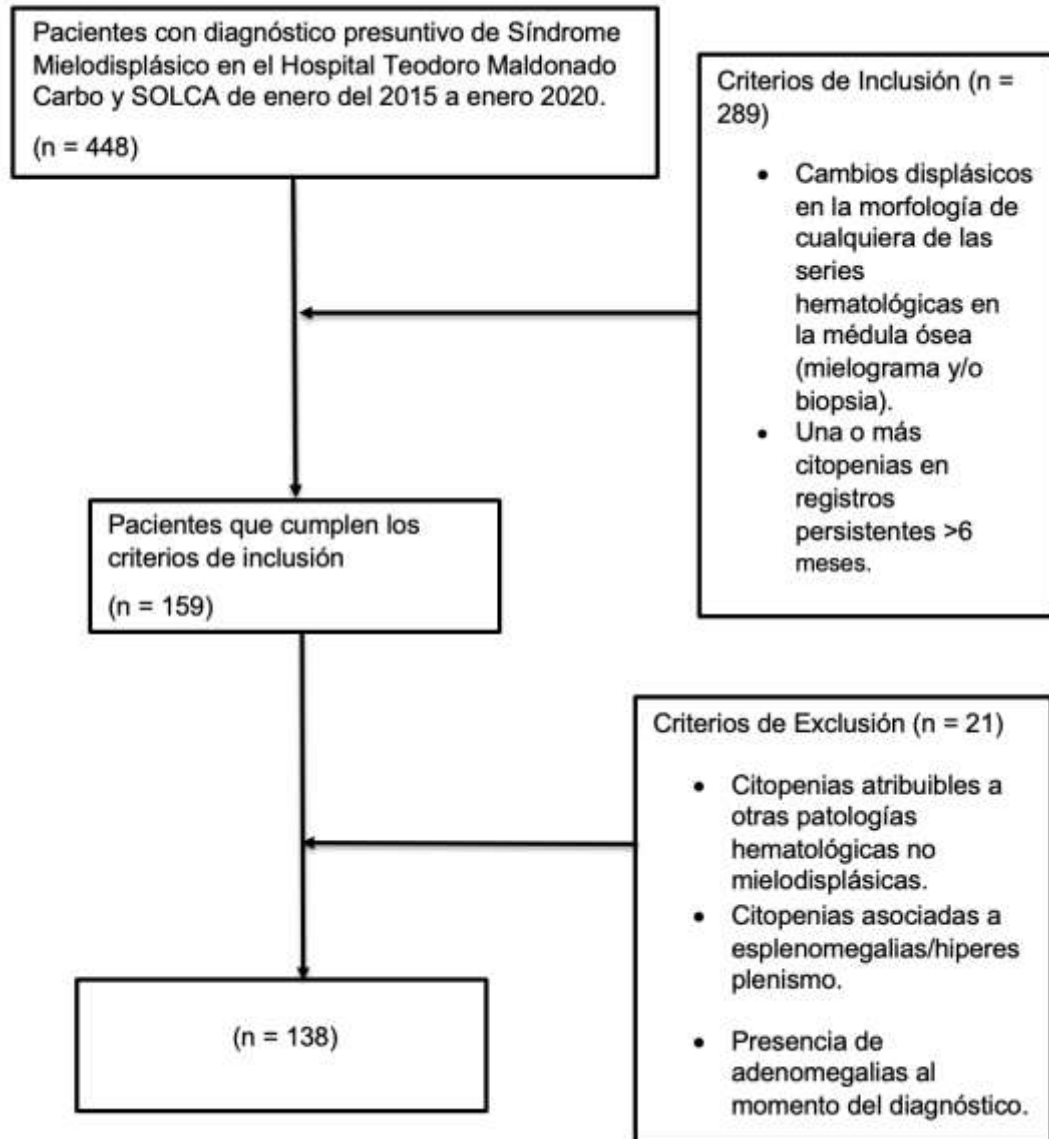 Pacientes con diagnóstico presuntivo de Síndrome
Mielodisplásico en el Hospital Teodoro Maldonado
Carbo y SOLCA de enero del 2015 a enero 2020.
(n = 448)
Criterios de Inclusión (n =
289)
• Cambios displásicos
en la morfología de
cualquiera de las
series
hematológicas en
la médula ósea
(mielograma y/o
biopsia).
• Una o más
citopenias en
registros
persistentes >6
meses.
Pacientes que cumplen los
criterios de inclusión
(n = 159)
Criterios de Exclusión (n = 21)
• Citopenias atribuibles a
otras patologías
hematológicas no
mielodisplásicas.
• Citopenias asociadas a
esplenomegalias/hiperes
plenismo.
• Presencia de
adenomegalias al
momento del diagnóstico.
(n = 138)